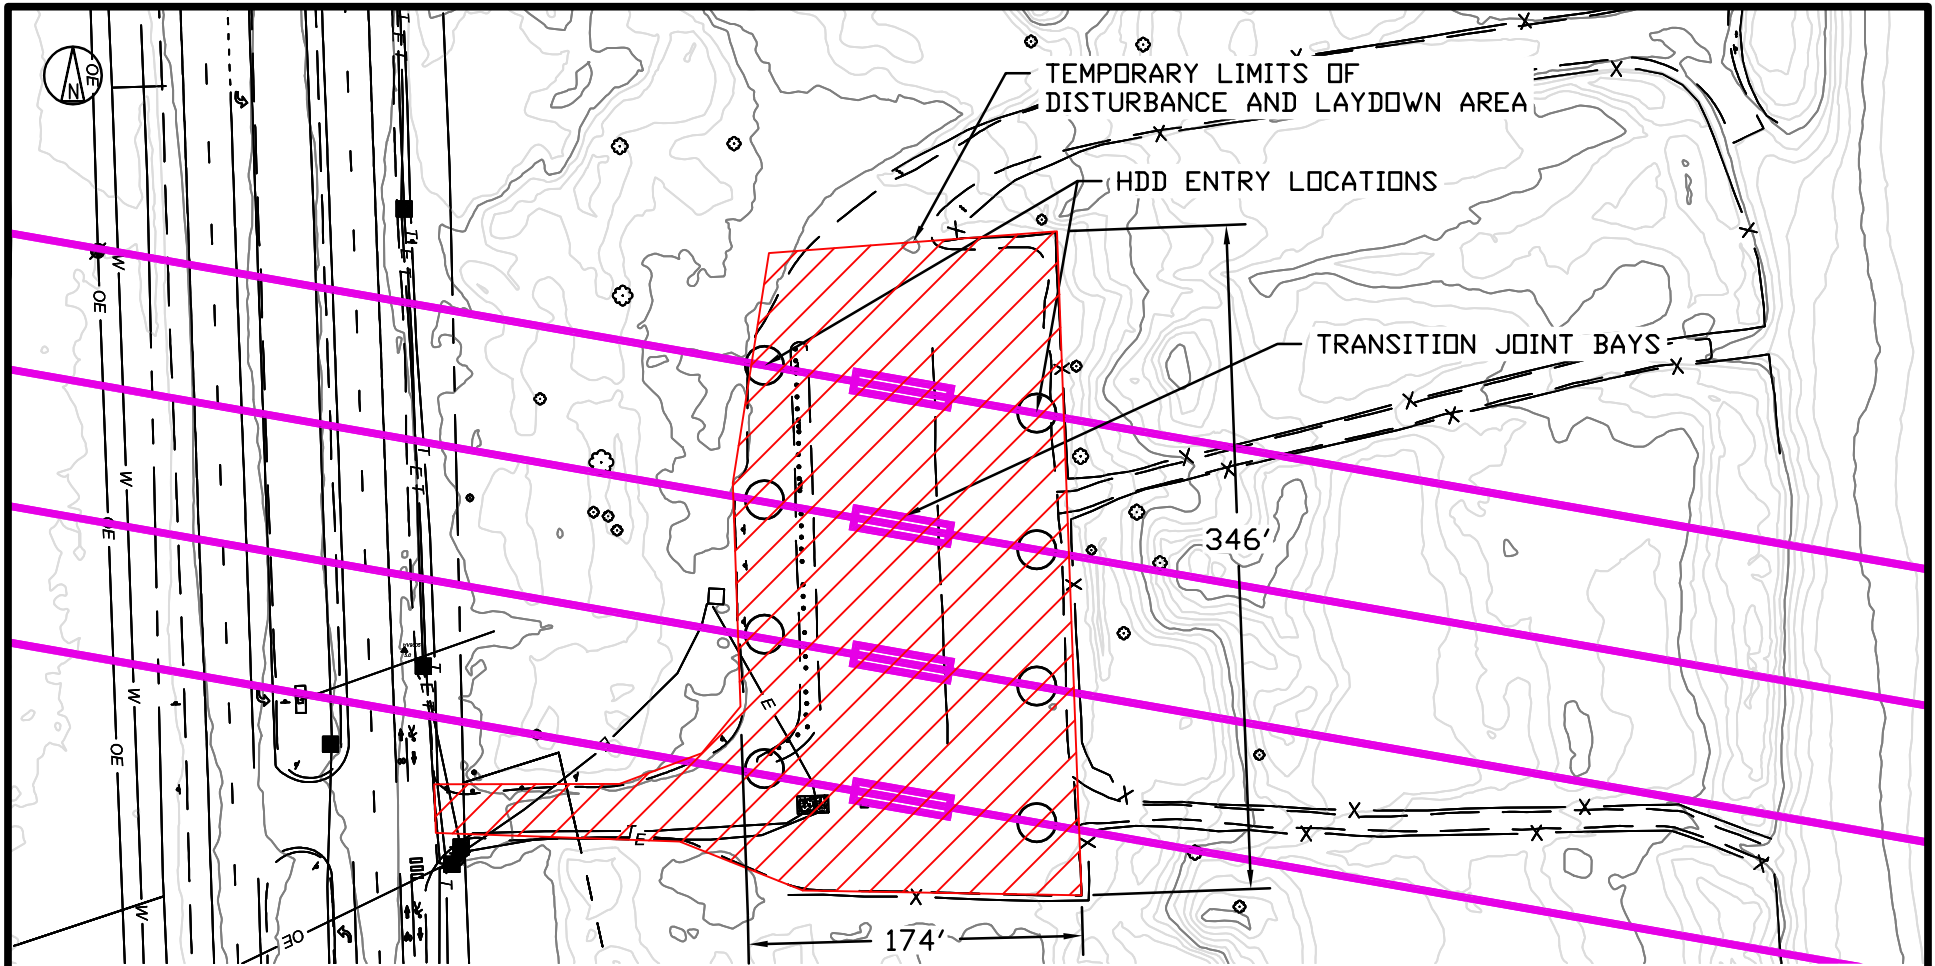 N
OE
TEMPORARY LIMITS OF
DISTURBANCE AND LAYDOWN AREA
HDD ENTRY LOCATIONS
TRANSITION JOINT BAYS
346′
174′
W
OE
W
OE
W
OE
W
OE
T
E
T
E
T
E
E
T